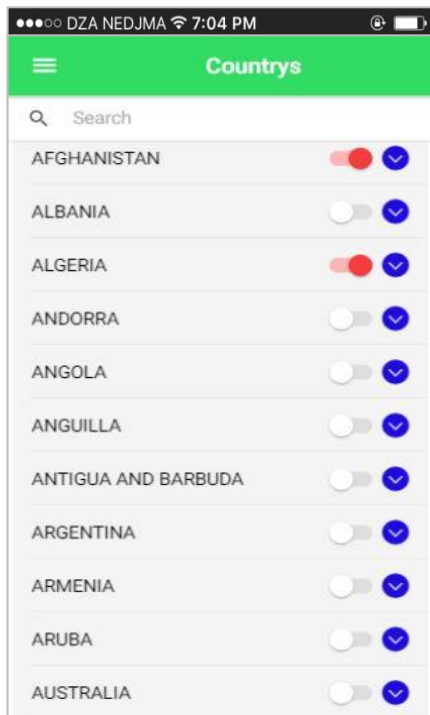 DZA NEDJMA 7:04 PM
Countrys
Search
AFGHANISTAN
ALBANIA
ALGERIA
ANDORRA
ANGOLA
ANGUILLA
ANTIGUA AND BARBUDA
ARGENTINA
ARMENIA
ARUBA
AUSTRALIA